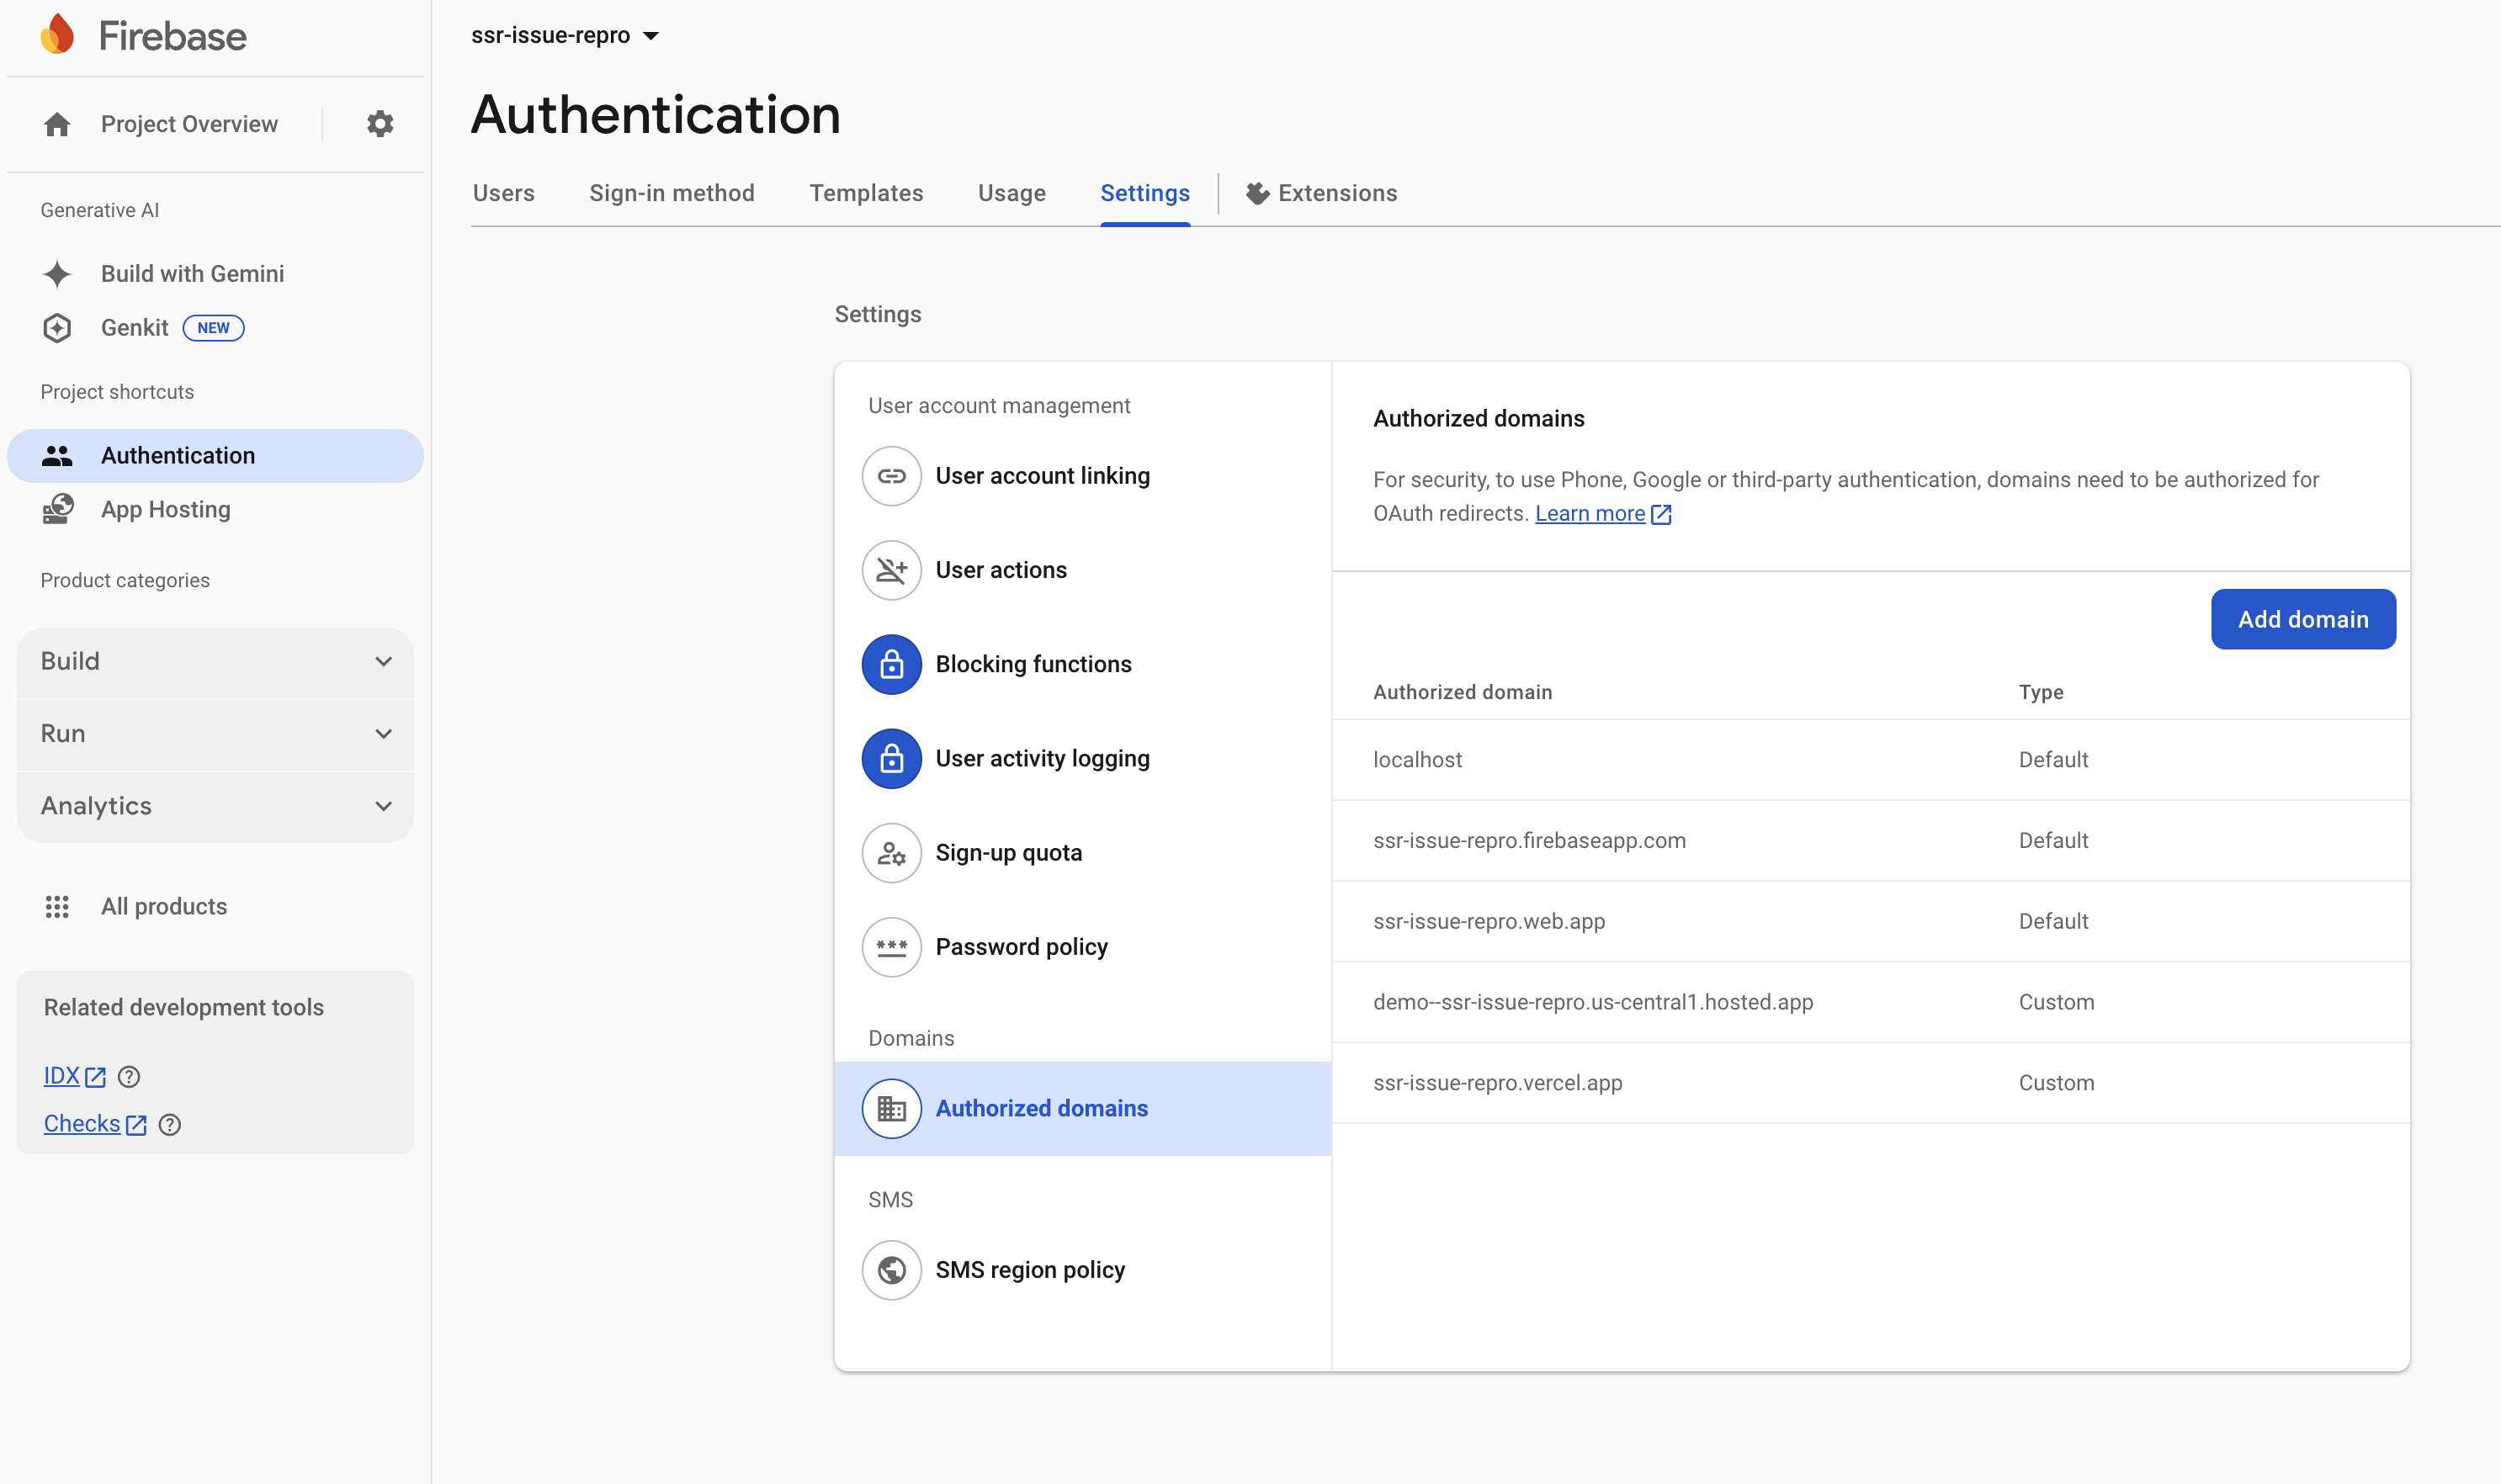 Firebase
Project Overview
Generative AI
Build with Gemini
Genkit NEW
Project shortcuts
Authentication
App Hosting
Product categories
Build
Run
Analytics
All products
Related development tools
IDX
Checks
ssr-issue-repro
Authentication
Users
Sign-in method
Templates
Usage
Settings
Extensions
Settings
User account management
User account linking
User actions
Blocking functions
User activity logging
Sign-up quota
Password policy
Domains
Authorized domains
SMS
SMS region policy
Authorized domains
For security, to use Phone, Google or third-party authentication, domains need to be authorized for
OAuth redirects. Learn more
Add domain
Authorized domain Type
localhost Default
ssr-issue-repro.firebaseapp.com Default
ssr-issue-repro.web.app Default
demo--ssr-issue-repro.us-central1.hosted.app Custom
ssr-issue-repro.vercel.app Custom